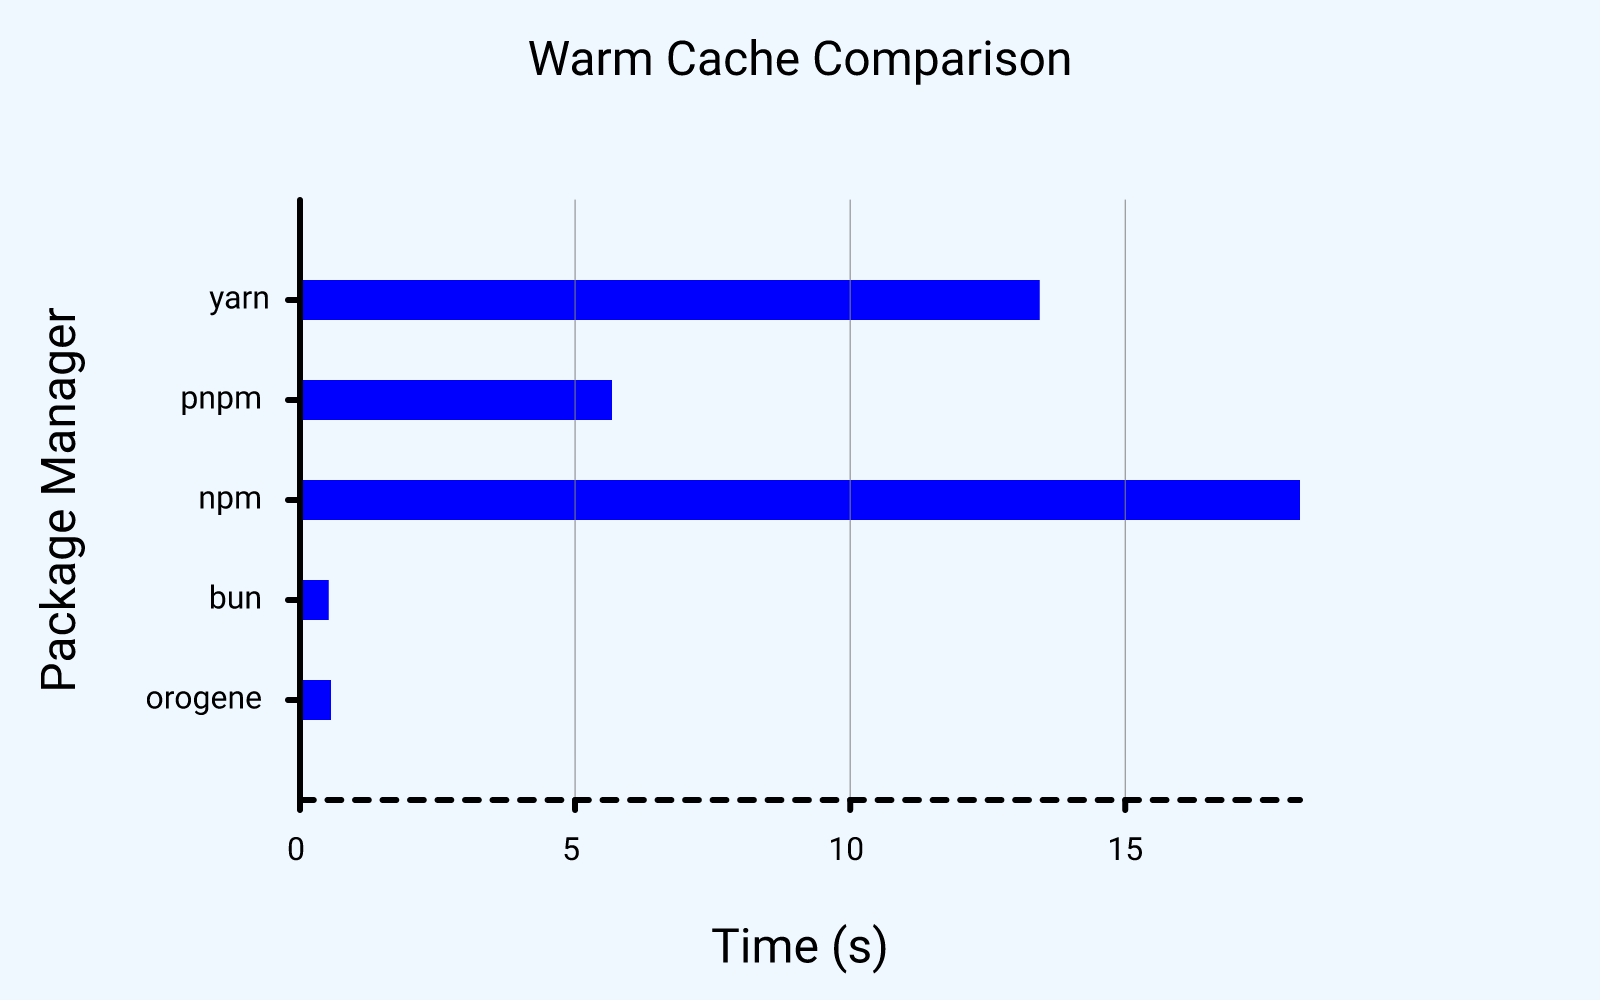 Warm Cache Comparison
Package Manager
yarn
pnpm
npm
bun
orogene
0 5 10 15
Time (s)